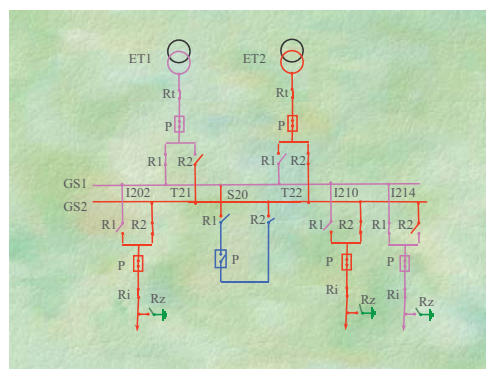 ET1 ET2
Rt Rt
P P
R1 R2 R1 R2
GS1
I202 T21 S20 T22 I210 I214
GS2
R1 R2 R1 R2 R1 R2 R1 R2
P P P P
Ri Rz Ri Rz Ri Rz